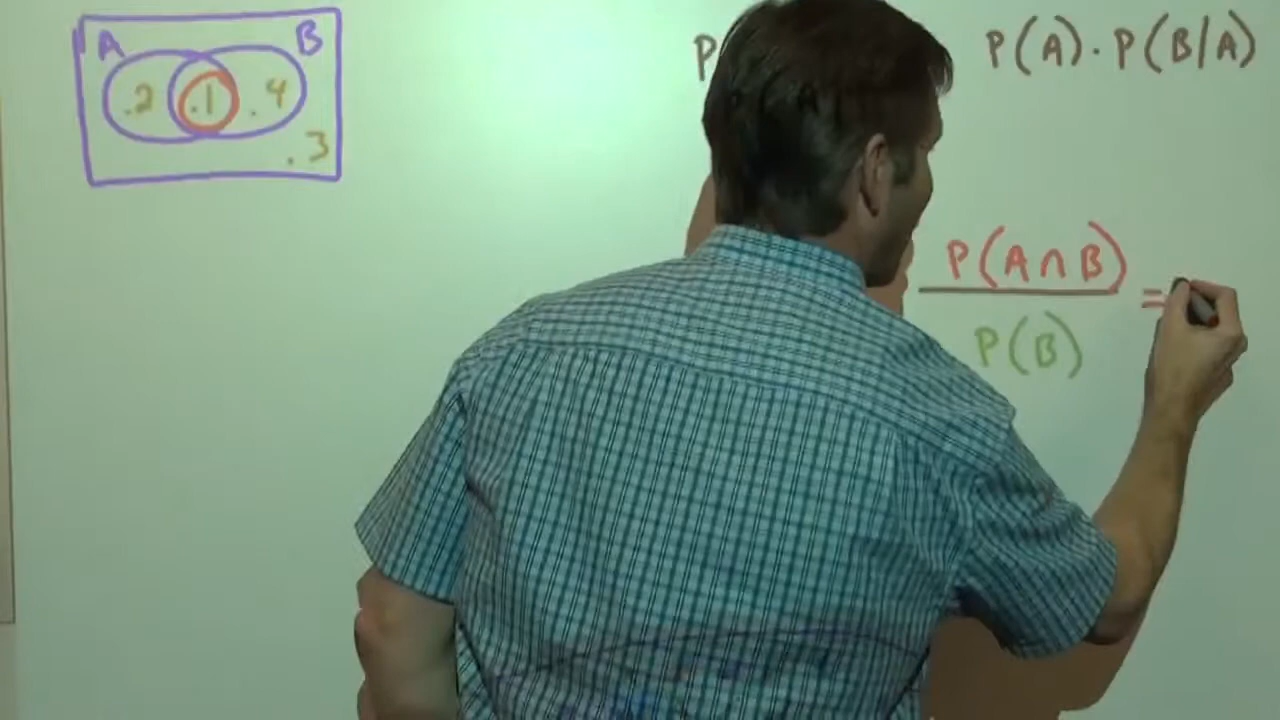 A B
.2 .1 .4
.3
P P(A)·P(B/A)
P(A∩B) =
P(B)